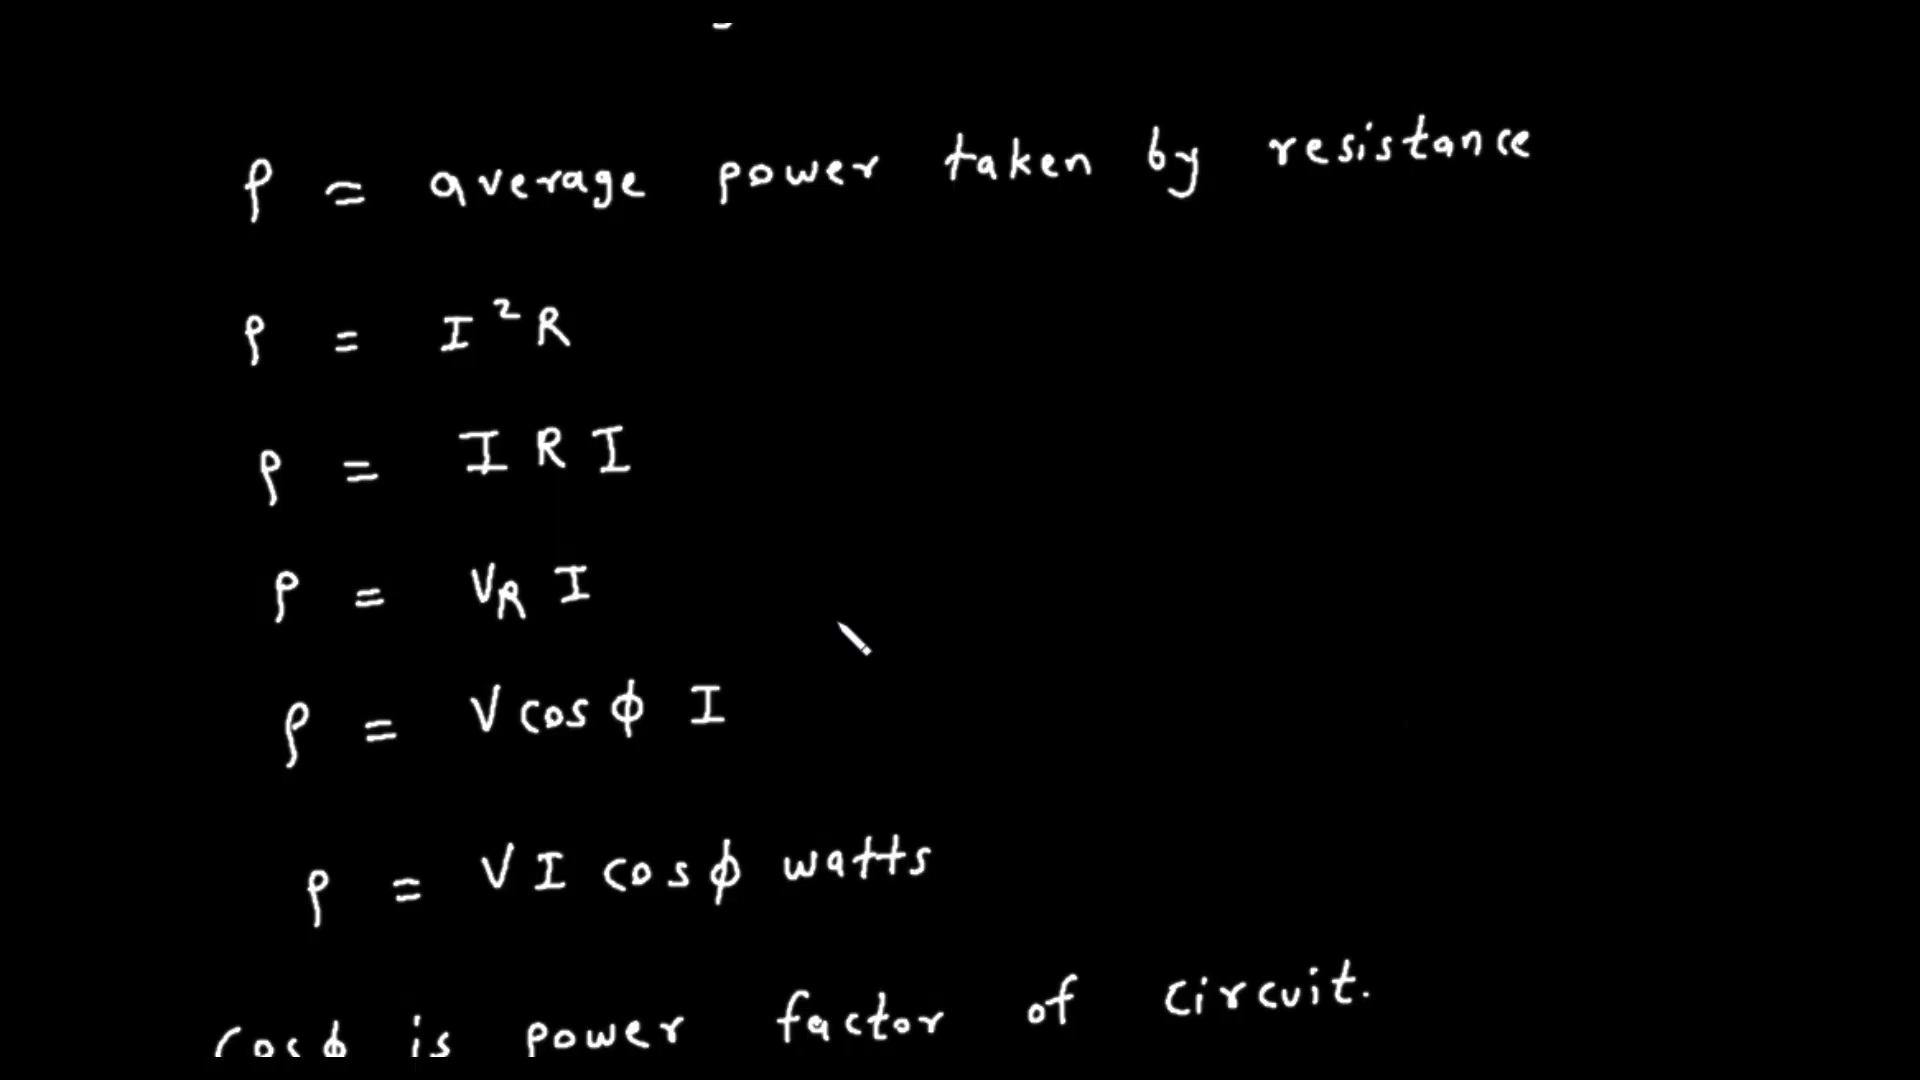 P = average power taken by resistance
P = I²R
P = I R I
P = V_R I
P = V cos ϕ I
P = V I cos ϕ watts
cos ϕ is power factor of circuit.